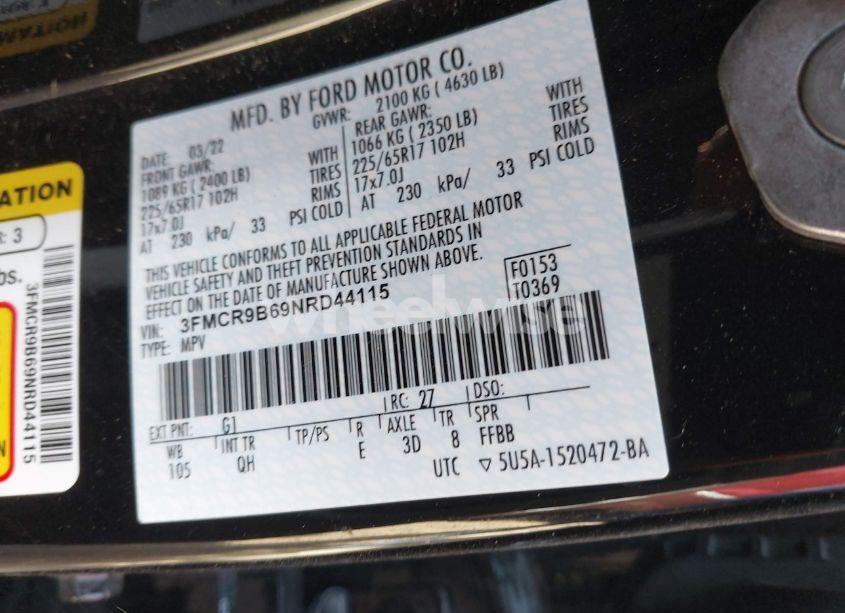 MFD. BY FORD MOTOR CO.
DATE: 03/22
GVWR: 2100 KG ( 4630 LB)
FRONT GAWR:
1089 KG ( 2400 LB) WITH
225/65R17 102H TIRES
17x7.0J RIMS
AT 230 kPa/ 33 PSI COLD
REAR GAWR:
1066 KG ( 2350 LB) WITH
225/65R17 102H TIRES
17x7.0J RIMS
AT 230 kPa/ 33 PSI COLD
THIS VEHICLE CONFORMS TO ALL APPLICABLE FEDERAL MOTOR
VEHICLE SAFETY AND THEFT PREVENTION STANDARDS IN
EFFECT ON THE DATE OF MANUFACTURE SHOWN ABOVE.
F0153
T0369
VIN: 3FMCR9B69NRD44115
TYPE: MPV
EXT PNT: G1 RC: 27 DSO:
WB INT TR TP/PS R AXLE TR SPR
105 QH E 3D 8 FFBB
UTC ▽ 5U5A-1520472-BA
ATION
R: 3
bs.
3FMCR9B69NRD44115
wheelwise